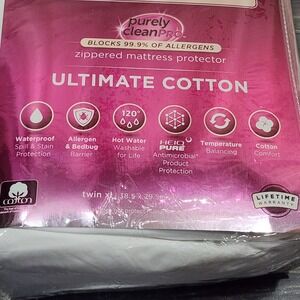 purely
cleanPRO
BLOCKS 99.9% OF ALLERGENS
zippered mattress protector
ULTIMATE COTTON
Waterproof
Spill & Stain
Protection
Allergen
& Bedbug
Barrier
120°
Hot Water
Washable
for Life
HEIQ
PURE
Antimicrobial*
Product
Protection
Temperature
Balancing
Cotton
Comfort
cotton
twin XL
LIFETIME
WARRANTY